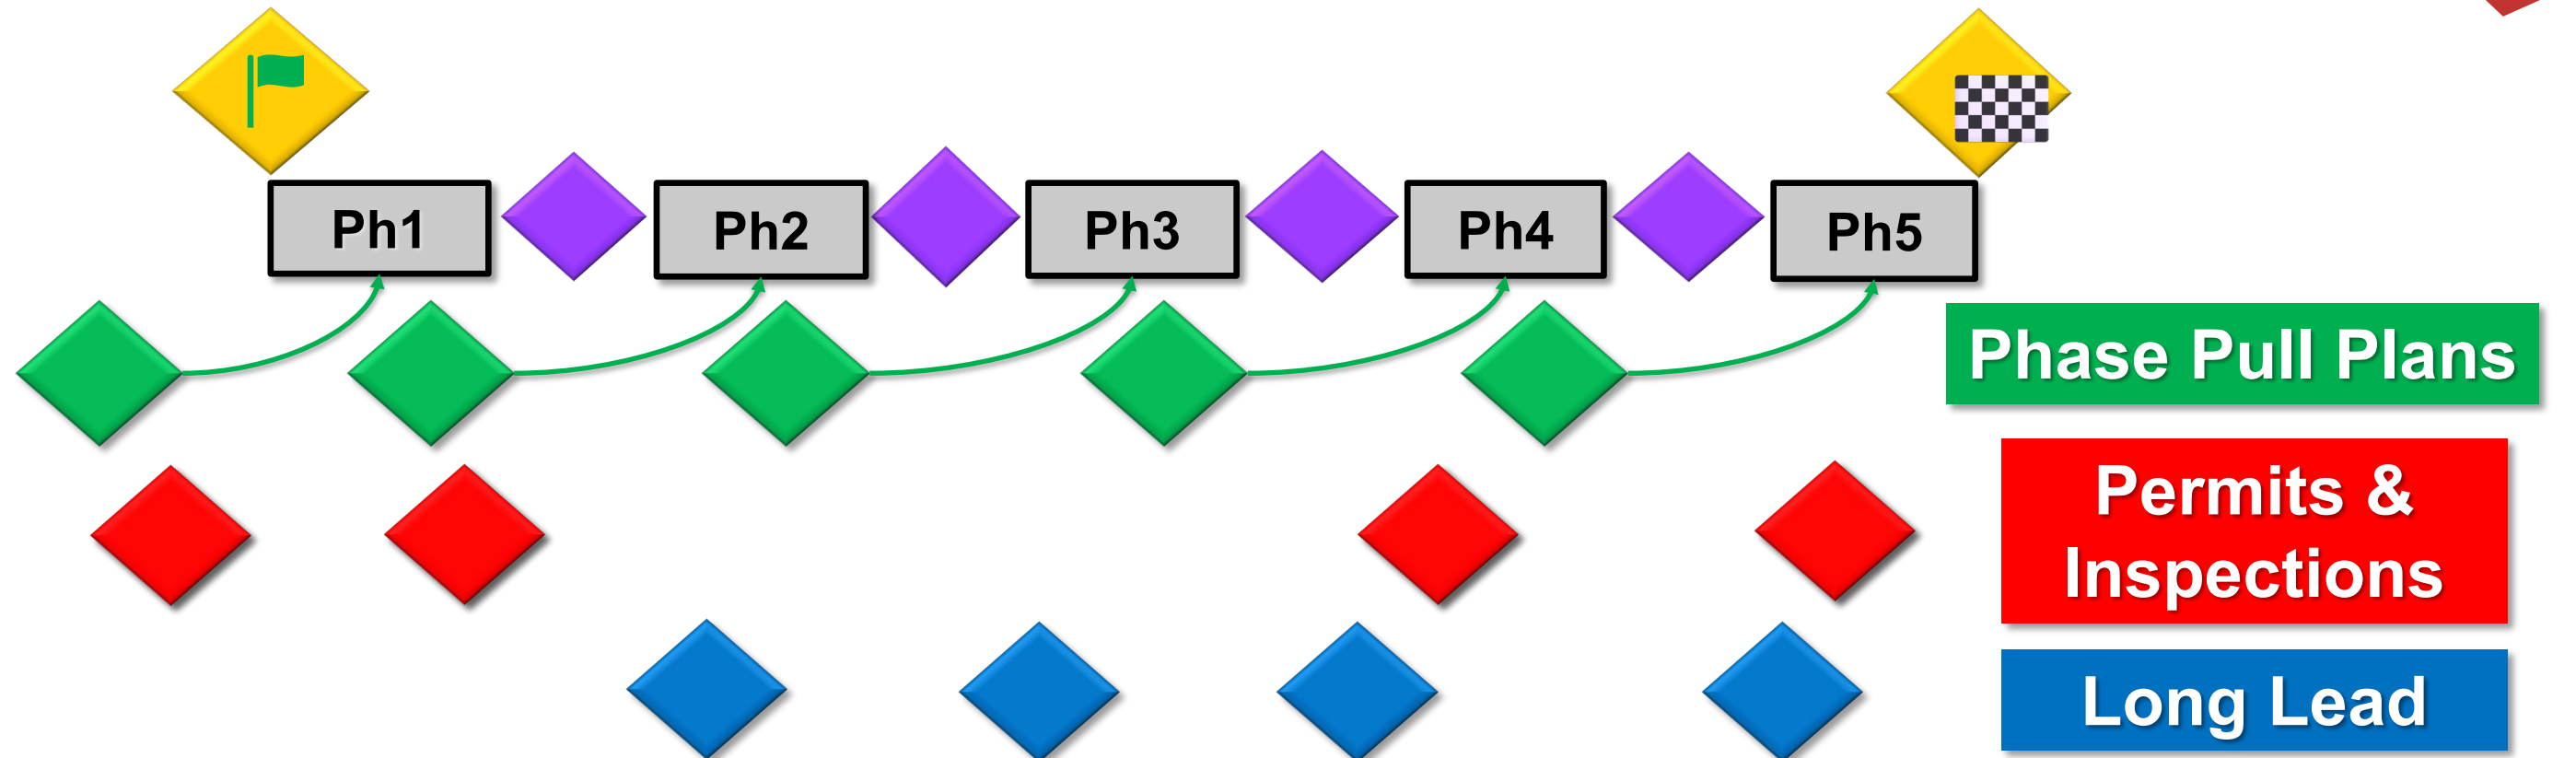 Ph1
Ph2
Ph3
Ph4
Ph5
Phase Pull Plans
Permits &
Inspections
Long Lead